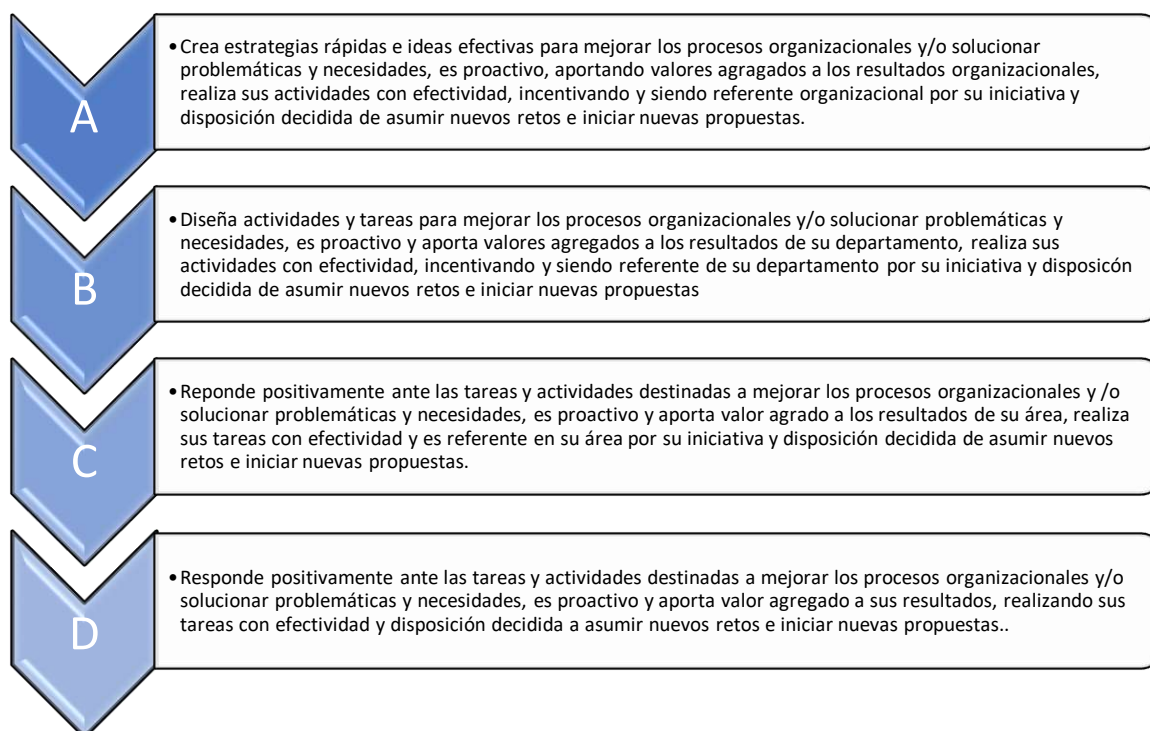 A
•Crea estrategias rápidas e ideas efectivas para mejorar los procesos organizacionales y/o solucionar
problemáticas y necesidades, es proactivo, aportando valores agragados a los resultados organizacionales,
realiza sus actividades con efectividad, incentivando y siendo referente organizacional por su iniciativa y
disposición decidida de asumir nuevos retos e iniciar nuevas propuestas.
B
•Diseña actividades y tareas para mejorar los procesos organizacionales y/o solucionar problemáticas y
necesidades, es proactivo y aporta valores agregados a los resultados de su departamento, realiza sus
actividades con efectividad, incentivando y siendo referente de su departamento por su iniciativa y disposicón
decidida de asumir nuevos retos e iniciar nuevas propuestas
C
•Reponde positivamente ante las tareas y actividades destinadas a mejorar los procesos organizacionales y /o
solucionar problemáticas y necesidades, es proactivo y aporta valor agrado a los resultados de su área, realiza
sus tareas con efectividad y es referente en su área por su iniciativa y disposición decidida de asumir nuevos
retos e iniciar nuevas propuestas.
D
•Responde positivamente ante las tareas y actividades destinadas a mejorar los procesos organizacionales y/o
solucionar problemáticas y necesidades, es proactivo y aporta valor agregado a sus resultados, realizando sus
tareas con efectividad y disposición decidida a asumir nuevos retos e iniciar nuevas propuestas..